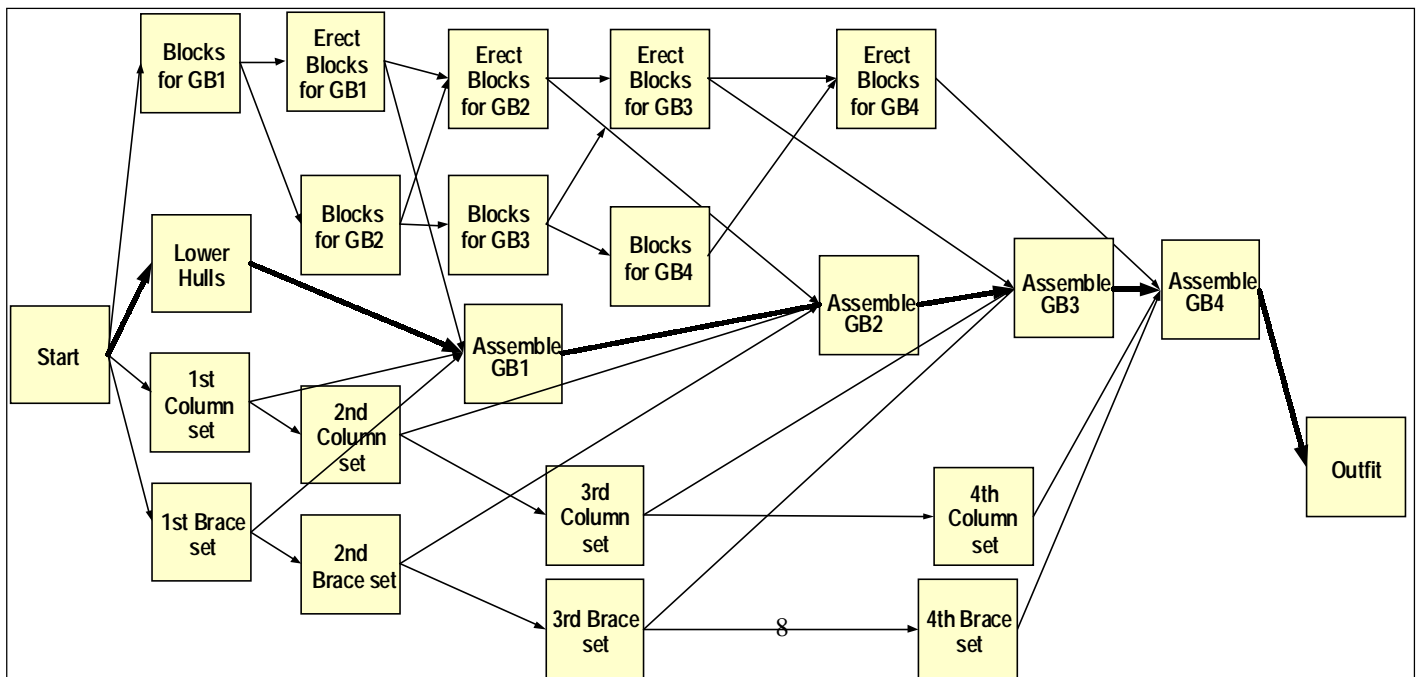 Blocks
for GB1
Erect
Blocks
for GB1
Erect
Blocks
for GB2
Erect
Blocks
for GB3
Erect
Blocks
for GB4
Blocks
for GB2
Blocks
for GB3
Blocks
for GB4
Lower
Hulls
Start
Assemble
GB1
Assemble
GB2
Assemble
GB3
Assemble
GB4
1st
Column
set
2nd
Column
set
3rd
Column
set
4th
Column
set
Outfit
1st Brace
set
2nd
Brace set
3rd Brace
set
8
4th Brace
set